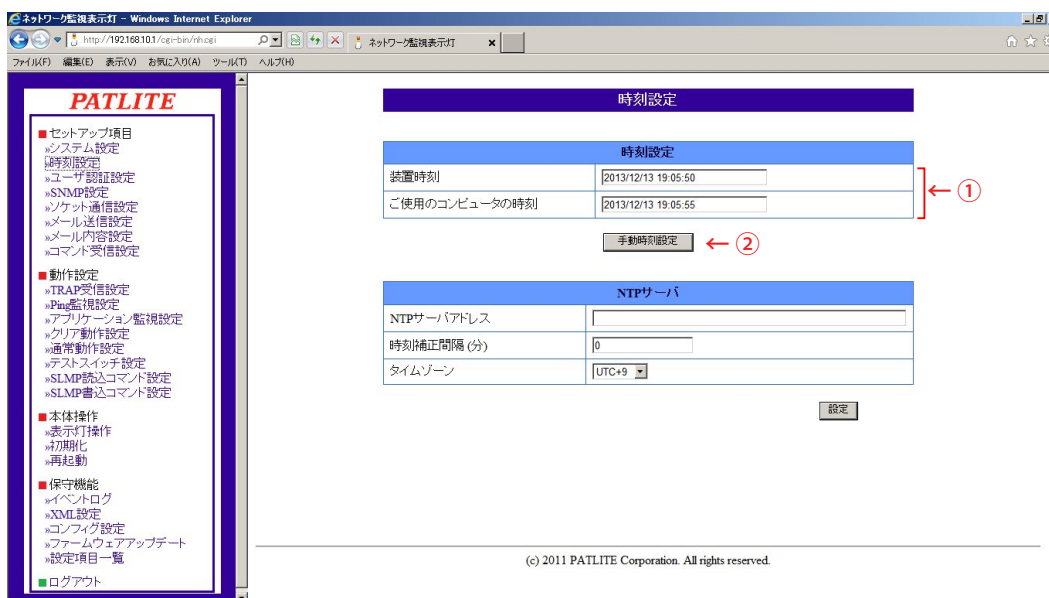 ネットワーク監視表示灯 - Windows Internet Explorer
http://192.168.10.1/cgi-bin/nh.cgi
ネットワーク監視表示灯
ファイル(F) 編集(E) 表示(V) お気に入り(A) ツール(T) ヘルプ(H)
PATLITE
■セットアップ項目
»システム設定
»時刻設定
»ユーザ認証設定
»SNMP設定
»ソケット通信設定
»メール送信設定
»メール内容設定
»コマンド受信設定
■動作設定
»TRAP受信設定
»Ping監視設定
»アプリケーション監視設定
»クリア動作設定
»通常動作設定
»テストスイッチ設定
»SLMP読込コマンド設定
»SLMP書込コマンド設定
■本体操作
»表示灯操作
»初期化
»再起動
■保守機能
»イベントログ
»XML設定
»コンフィグ設定
»ファームウェアアップデート
»設定項目一覧
■ログアウト
時刻設定
時刻設定
装置時刻 2013/12/13 19:05:50
ご使用のコンピュータの時刻 2013/12/13 19:05:55
←①
手動時刻設定 ←②
NTPサーバ
NTPサーバアドレス
時刻補正間隔(分) 0
タイムゾーン UTC+9
設定
(c) 2011 PATLITE Corporation. All rights reserved.